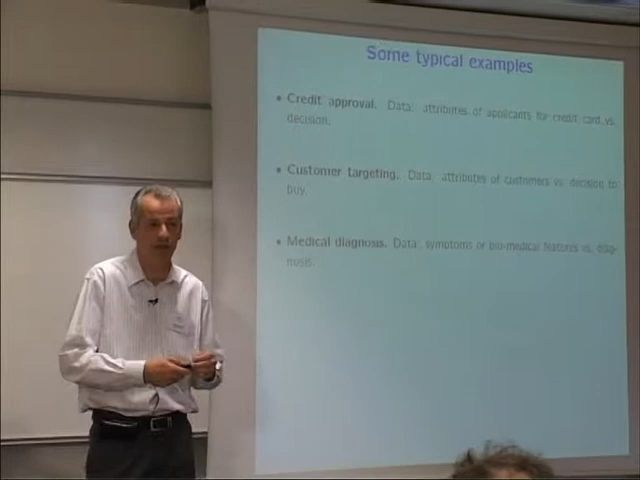 Some typical examples
• Credit approval. Data: attributes of applicants for credit card vs.
decision.
• Customer targeting. Data: attributes of customers vs. decision to
buy.
• Medical diagnosis. Data: symptoms or bio-medical features vs. diag-
nosis.